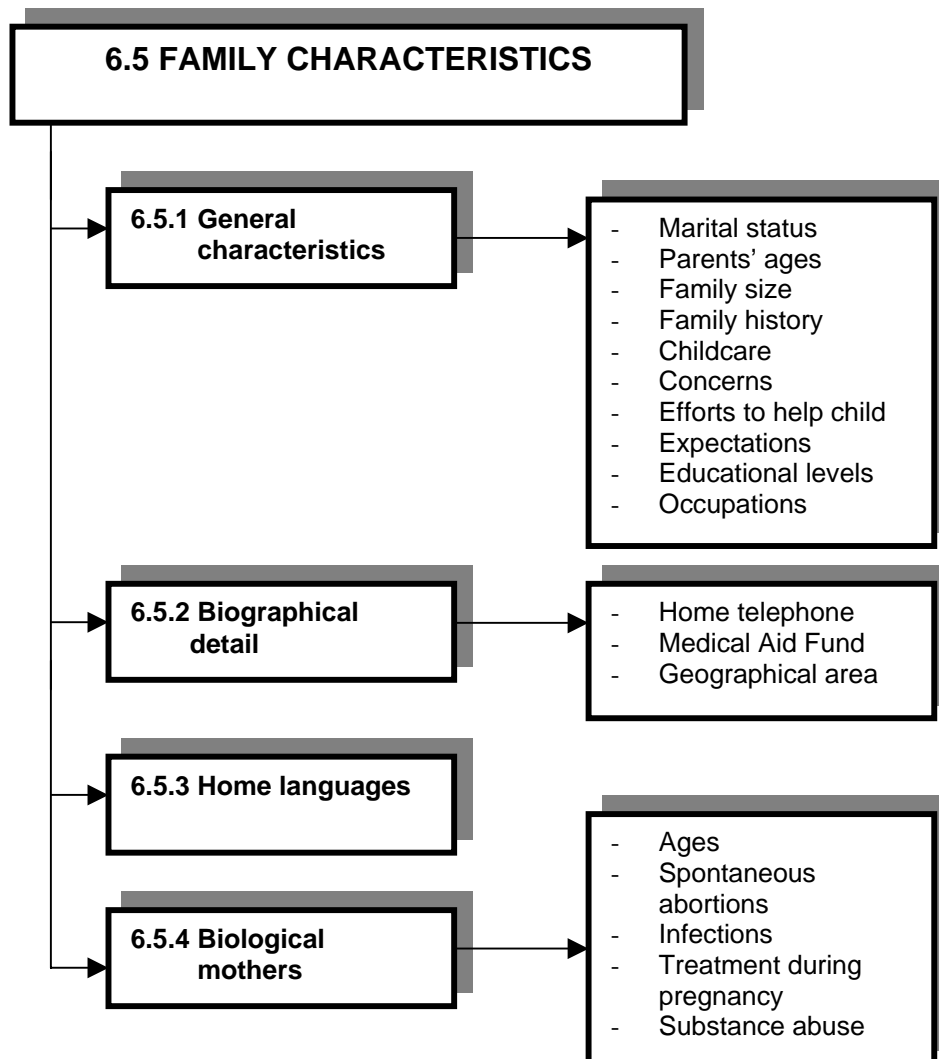 6.5 FAMILY CHARACTERISTICS
6.5.1 General
characteristics
- Marital status
- Parents’ ages
- Family size
- Family history
- Childcare
- Concerns
- Efforts to help child
- Expectations
- Educational levels
- Occupations
6.5.2 Biographical
detail
- Home telephone
- Medical Aid Fund
- Geographical area
6.5.3 Home languages
6.5.4 Biological
mothers
- Ages
- Spontaneous
abortions
- Infections
- Treatment during
pregnancy
- Substance abuse